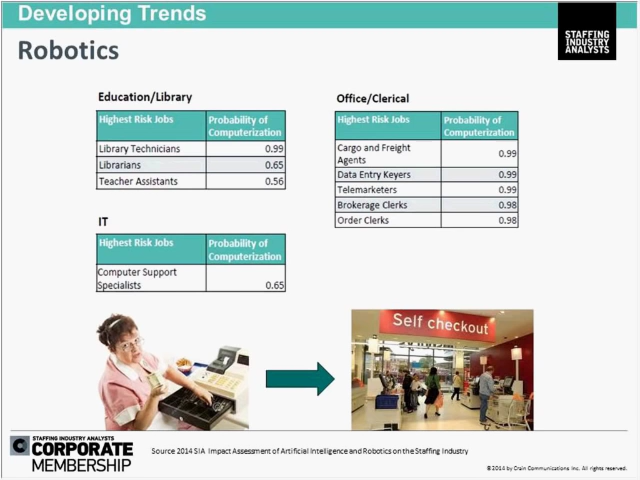 Developing Trends
STAFFING
INDUSTRY
ANALYSTS
Robotics
Education/Library
Highest Risk Jobs Probability of
Computerization
Library Technicians 0.99
Librarians 0.65
Teacher Assistants 0.56
Office/Clerical
Highest Risk Jobs Probability of
Computerization
Cargo and Freight
Agents 0.99
Data Entry Keyers 0.99
Telemarketers 0.99
Brokerage Clerks 0.98
Order Clerks 0.98
IT
Highest Risk Jobs Probability of
Computerization
Computer Support
Specialists 0.65
Self checkout
STAFFING INDUSTRY ANALYSTS
C CORPORATE
MEMBERSHIP
Source 2014 SIA Impact Assessment of Artificial Intelligence and Robotics on the Staffing Industry
©2014 by Crain Communications Inc. All rights reserved.